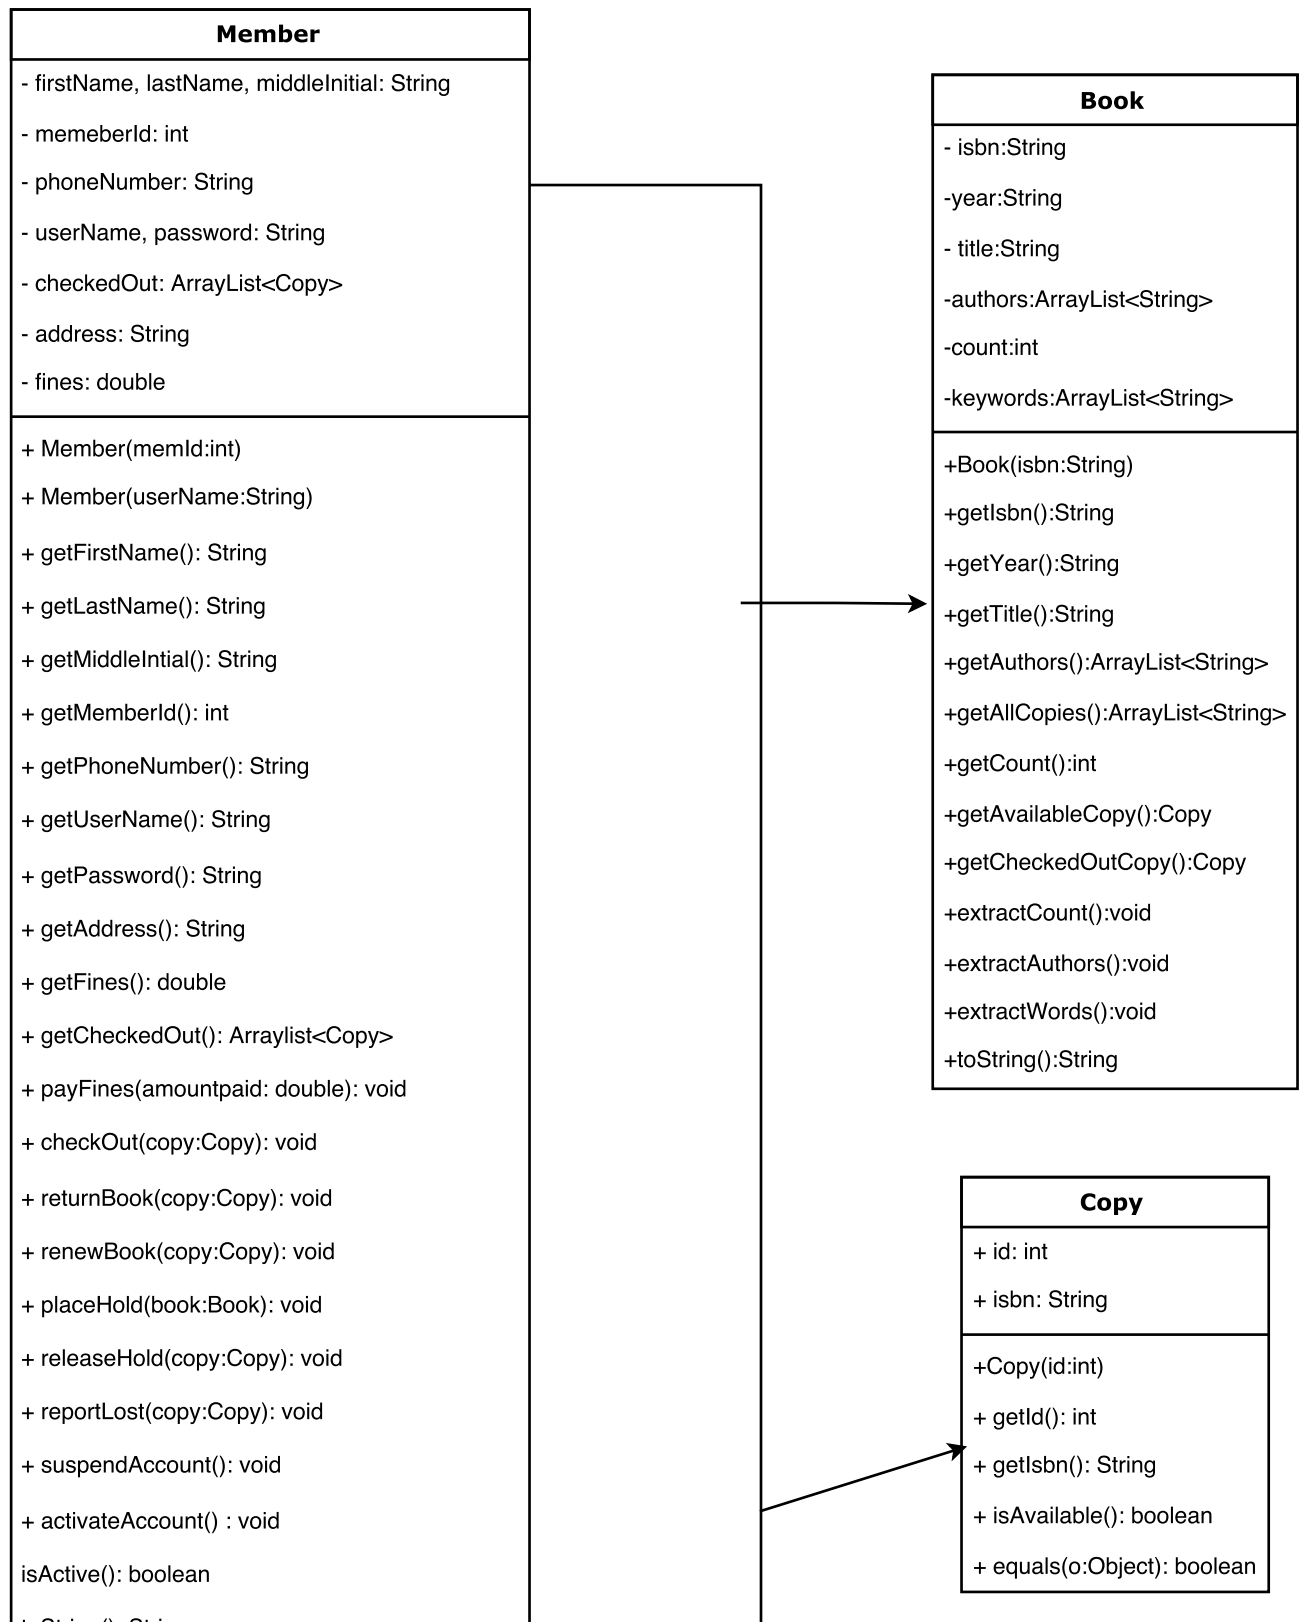 Member
- firstName, lastName, middleInitial: String
- memeberId: int
- phoneNumber: String
- userName, password: String
- checkedOut: ArrayList<Copy>
- address: String
- fines: double
+ Member(memId:int)
+ Member(userName:String)
+ getFirstName(): String
+ getLastName(): String
+ getMiddleIntial(): String
+ getMemberId(): int
+ getPhoneNumber(): String
+ getUserName(): String
+ getPassword(): String
+ getAddress(): String
+ getFines(): double
+ getCheckedOut(): Arraylist<Copy>
+ payFines(amountpaid: double): void
+ checkOut(copy:Copy): void
+ returnBook(copy:Copy): void
+ renewBook(copy:Copy): void
+ placeHold(book:Book): void
+ releaseHold(copy:Copy): void
+ reportLost(copy:Copy): void
+ suspendAccount(): void
+ activateAccount() : void
isActive(): boolean
Book
- isbn:String
-year:String
- title:String
-authors:ArrayList<String>
-count:int
-keywords:ArrayList<String>
+Book(isbn:String)
+getIsbn():String
+getYear():String
+getTitle():String
+getAuthors():ArrayList<String>
+getAllCopies():ArrayList<String>
+getCount():int
+getAvailableCopy():Copy
+getCheckedOutCopy():Copy
+extractCount():void
+extractAuthors():void
+extractWords():void
+toString():String
Copy
+ id: int
+ isbn: String
+Copy(id:int)
+ getId(): int
+ getIsbn(): String
+ isAvailable(): boolean
+ equals(o:Object): boolean